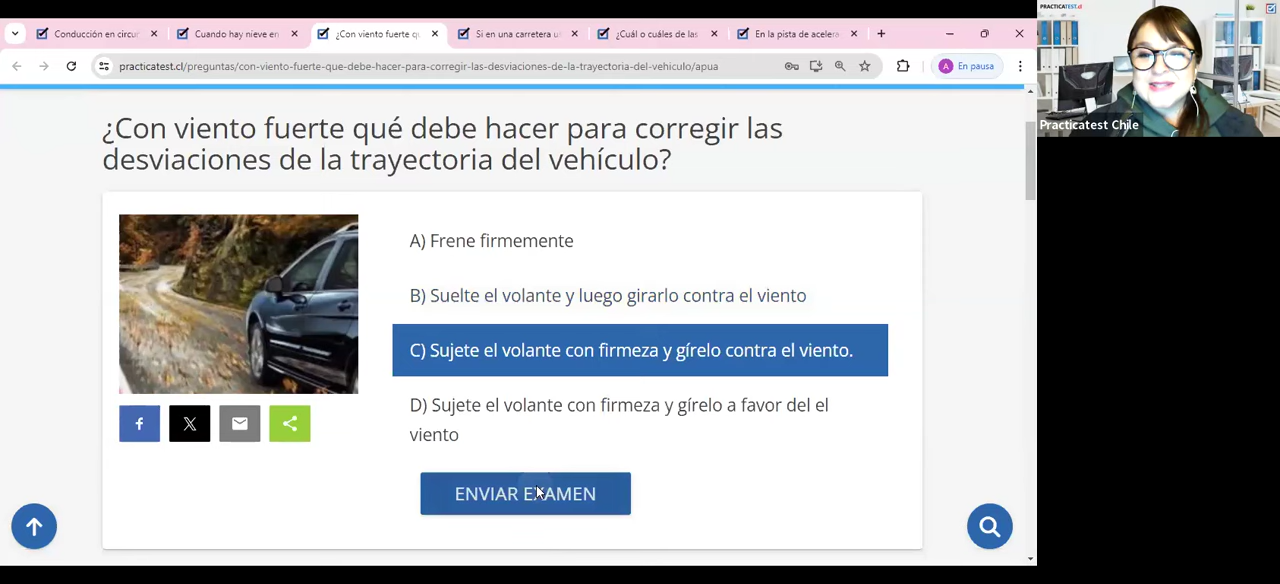 Conducción en circu
Cuando hay nieve en
¿Con viento fuerte qu
Si en una carretera u
¿Cuál o cuáles de las
En la pista de acelera
practicatest.cl/preguntas/con-viento-fuerte-que-debe-hacer-para-corregir-las-desviaciones-de-la-trayectoria-del-vehiculo/apua
A
En pausa
PRACTICATEST.cl
Practicatest Chile
¿Con viento fuerte qué debe hacer para corregir las
desviaciones de la trayectoria del vehículo?
A) Frene firmemente
B) Suelte el volante y luego girarlo contra el viento
C) Sujete el volante con firmeza y gírelo contra el viento.
D) Sujete el volante con firmeza y gírelo a favor del el
viento
ENVIAR EXAMEN